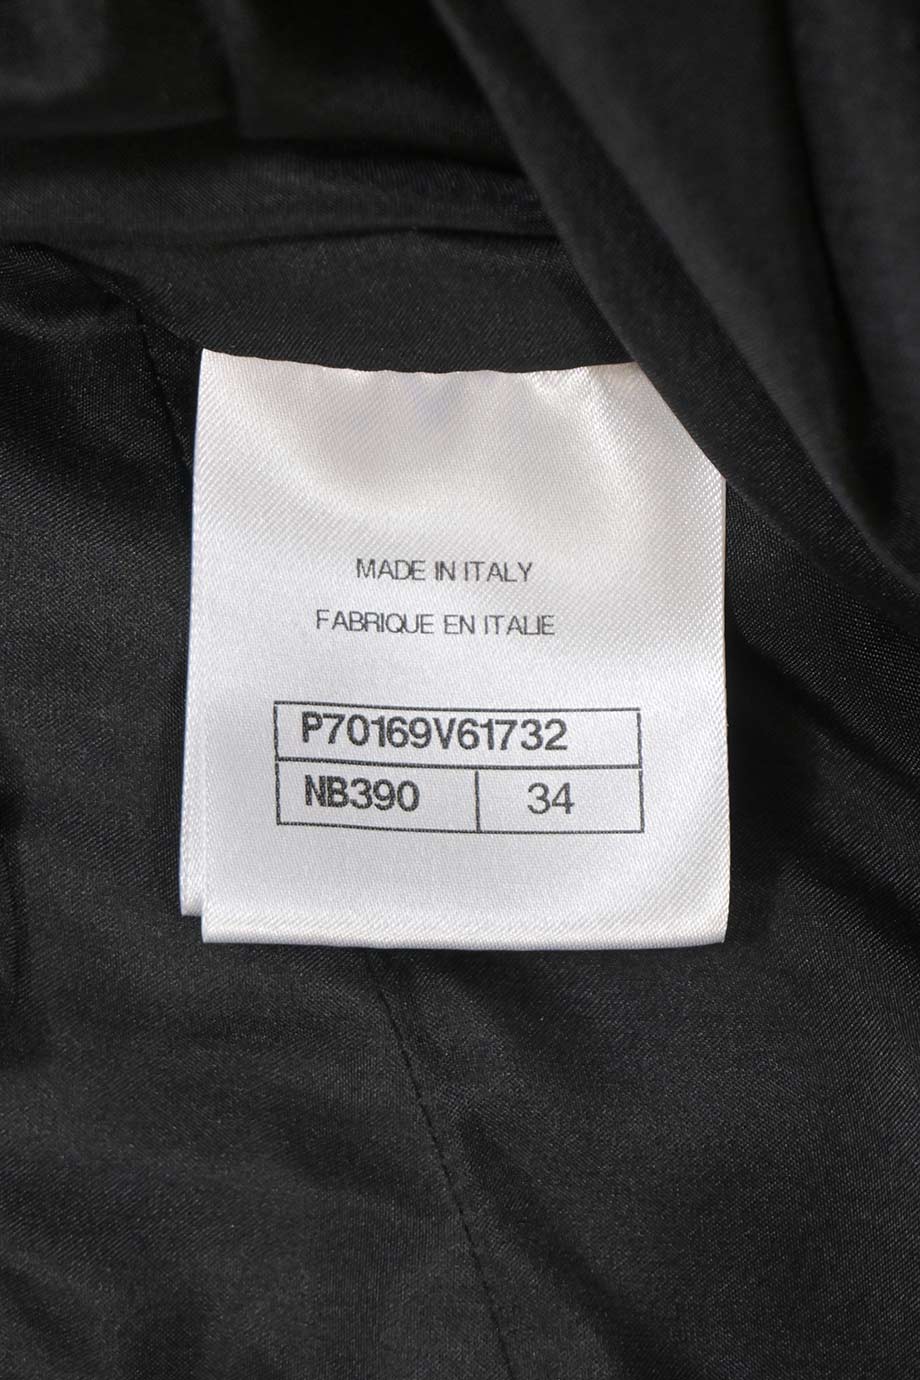 MADE IN ITALY
FABRIQUE EN ITALIE
P70169V61732
NB390 34